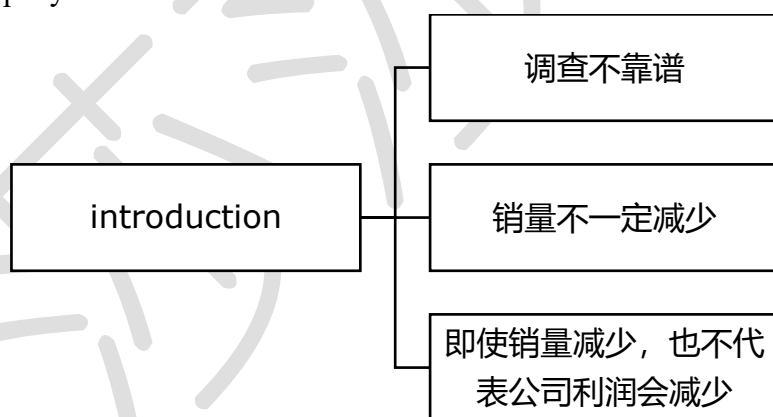 调查不靠谱
introduction
销量不一定减少
即使销量减少，也不代
表公司利润会减少